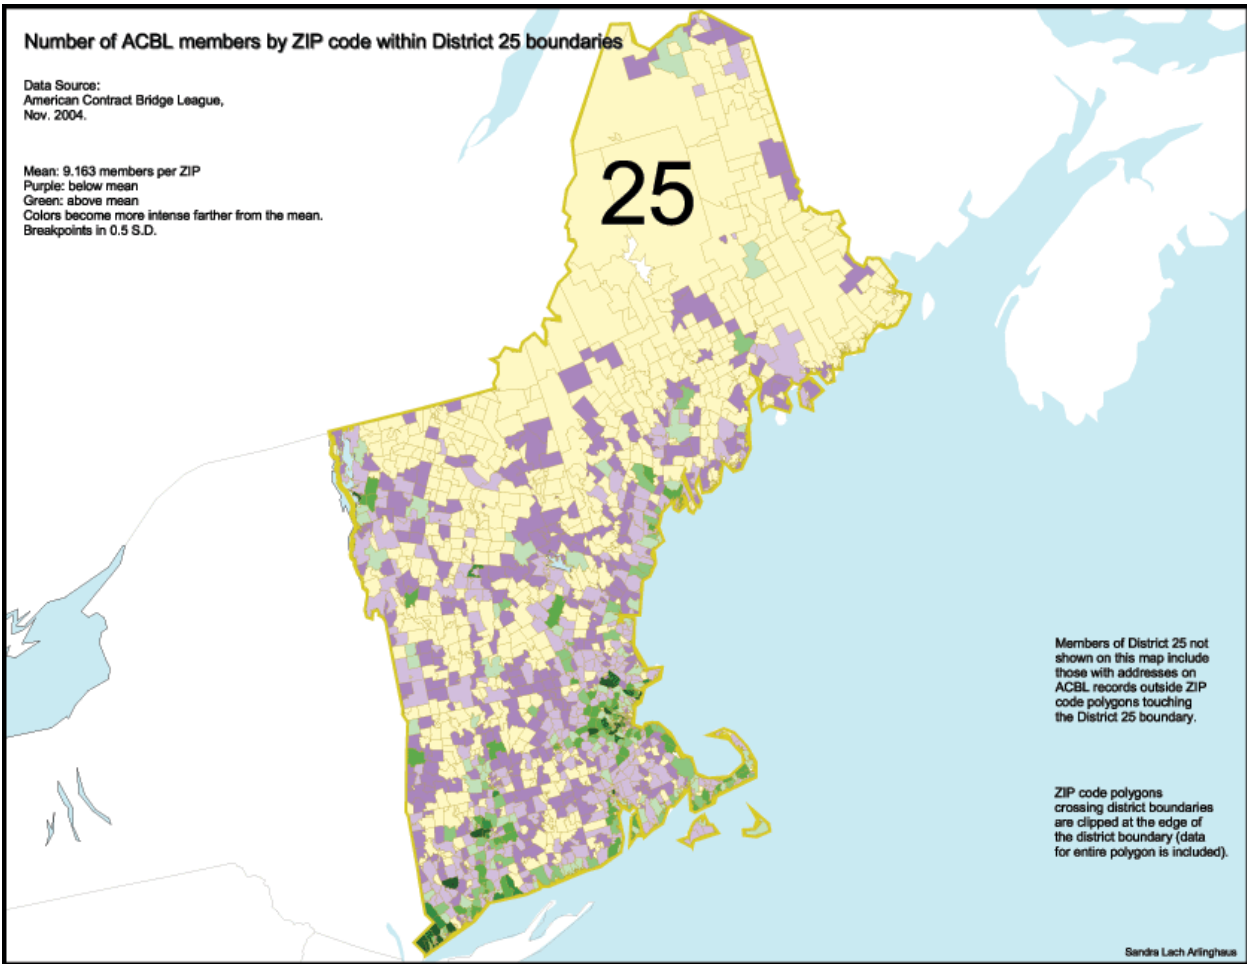 Number of ACBL members by ZIP code within District 25 boundaries
Data Source:
American Contract Bridge League,
Nov. 2004.
Mean: 9.163 members per ZIP
Purple: below mean
Green: above mean
Colors become more intense farther from the mean.
Breakpoints in 0.5 S.D.
25
Members of District 25 not
shown on this map include
those with addresses on
ACBL records outside ZIP
code polygons touching
the District 25 boundary.
ZIP code polygons
crossing district boundaries
are clipped at the edge of
the district boundary (data
for entire polygon is included).
Sandra Lach Arlinghaus